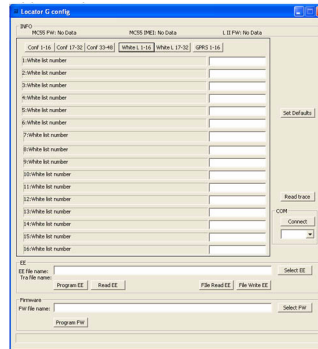 Locator G config
INFO
MC55 FW: No Data MC55 IMEI: No Data L II FW: No Data
Conf 1-16 Conf 17-32 Conf 33-48 White L 1-16 White L 17-32 GPRS 1-16
1:White list number
2:White list number
3:White list number
4:White list number
5:White list number
6:White list number
7:White list number
8:White list number
9:White list number
10:White list number
11:White list number
12:White list number
13:White list number
14:White list number
15:White list number
16:White list number
Set Defaults
Read trace
COM
Connect
EE
EE file name: Select EE
Tra file name:
Program EE Read EE File Read EE File Write EE
Firmware
FW file name: Select FW
Program FW